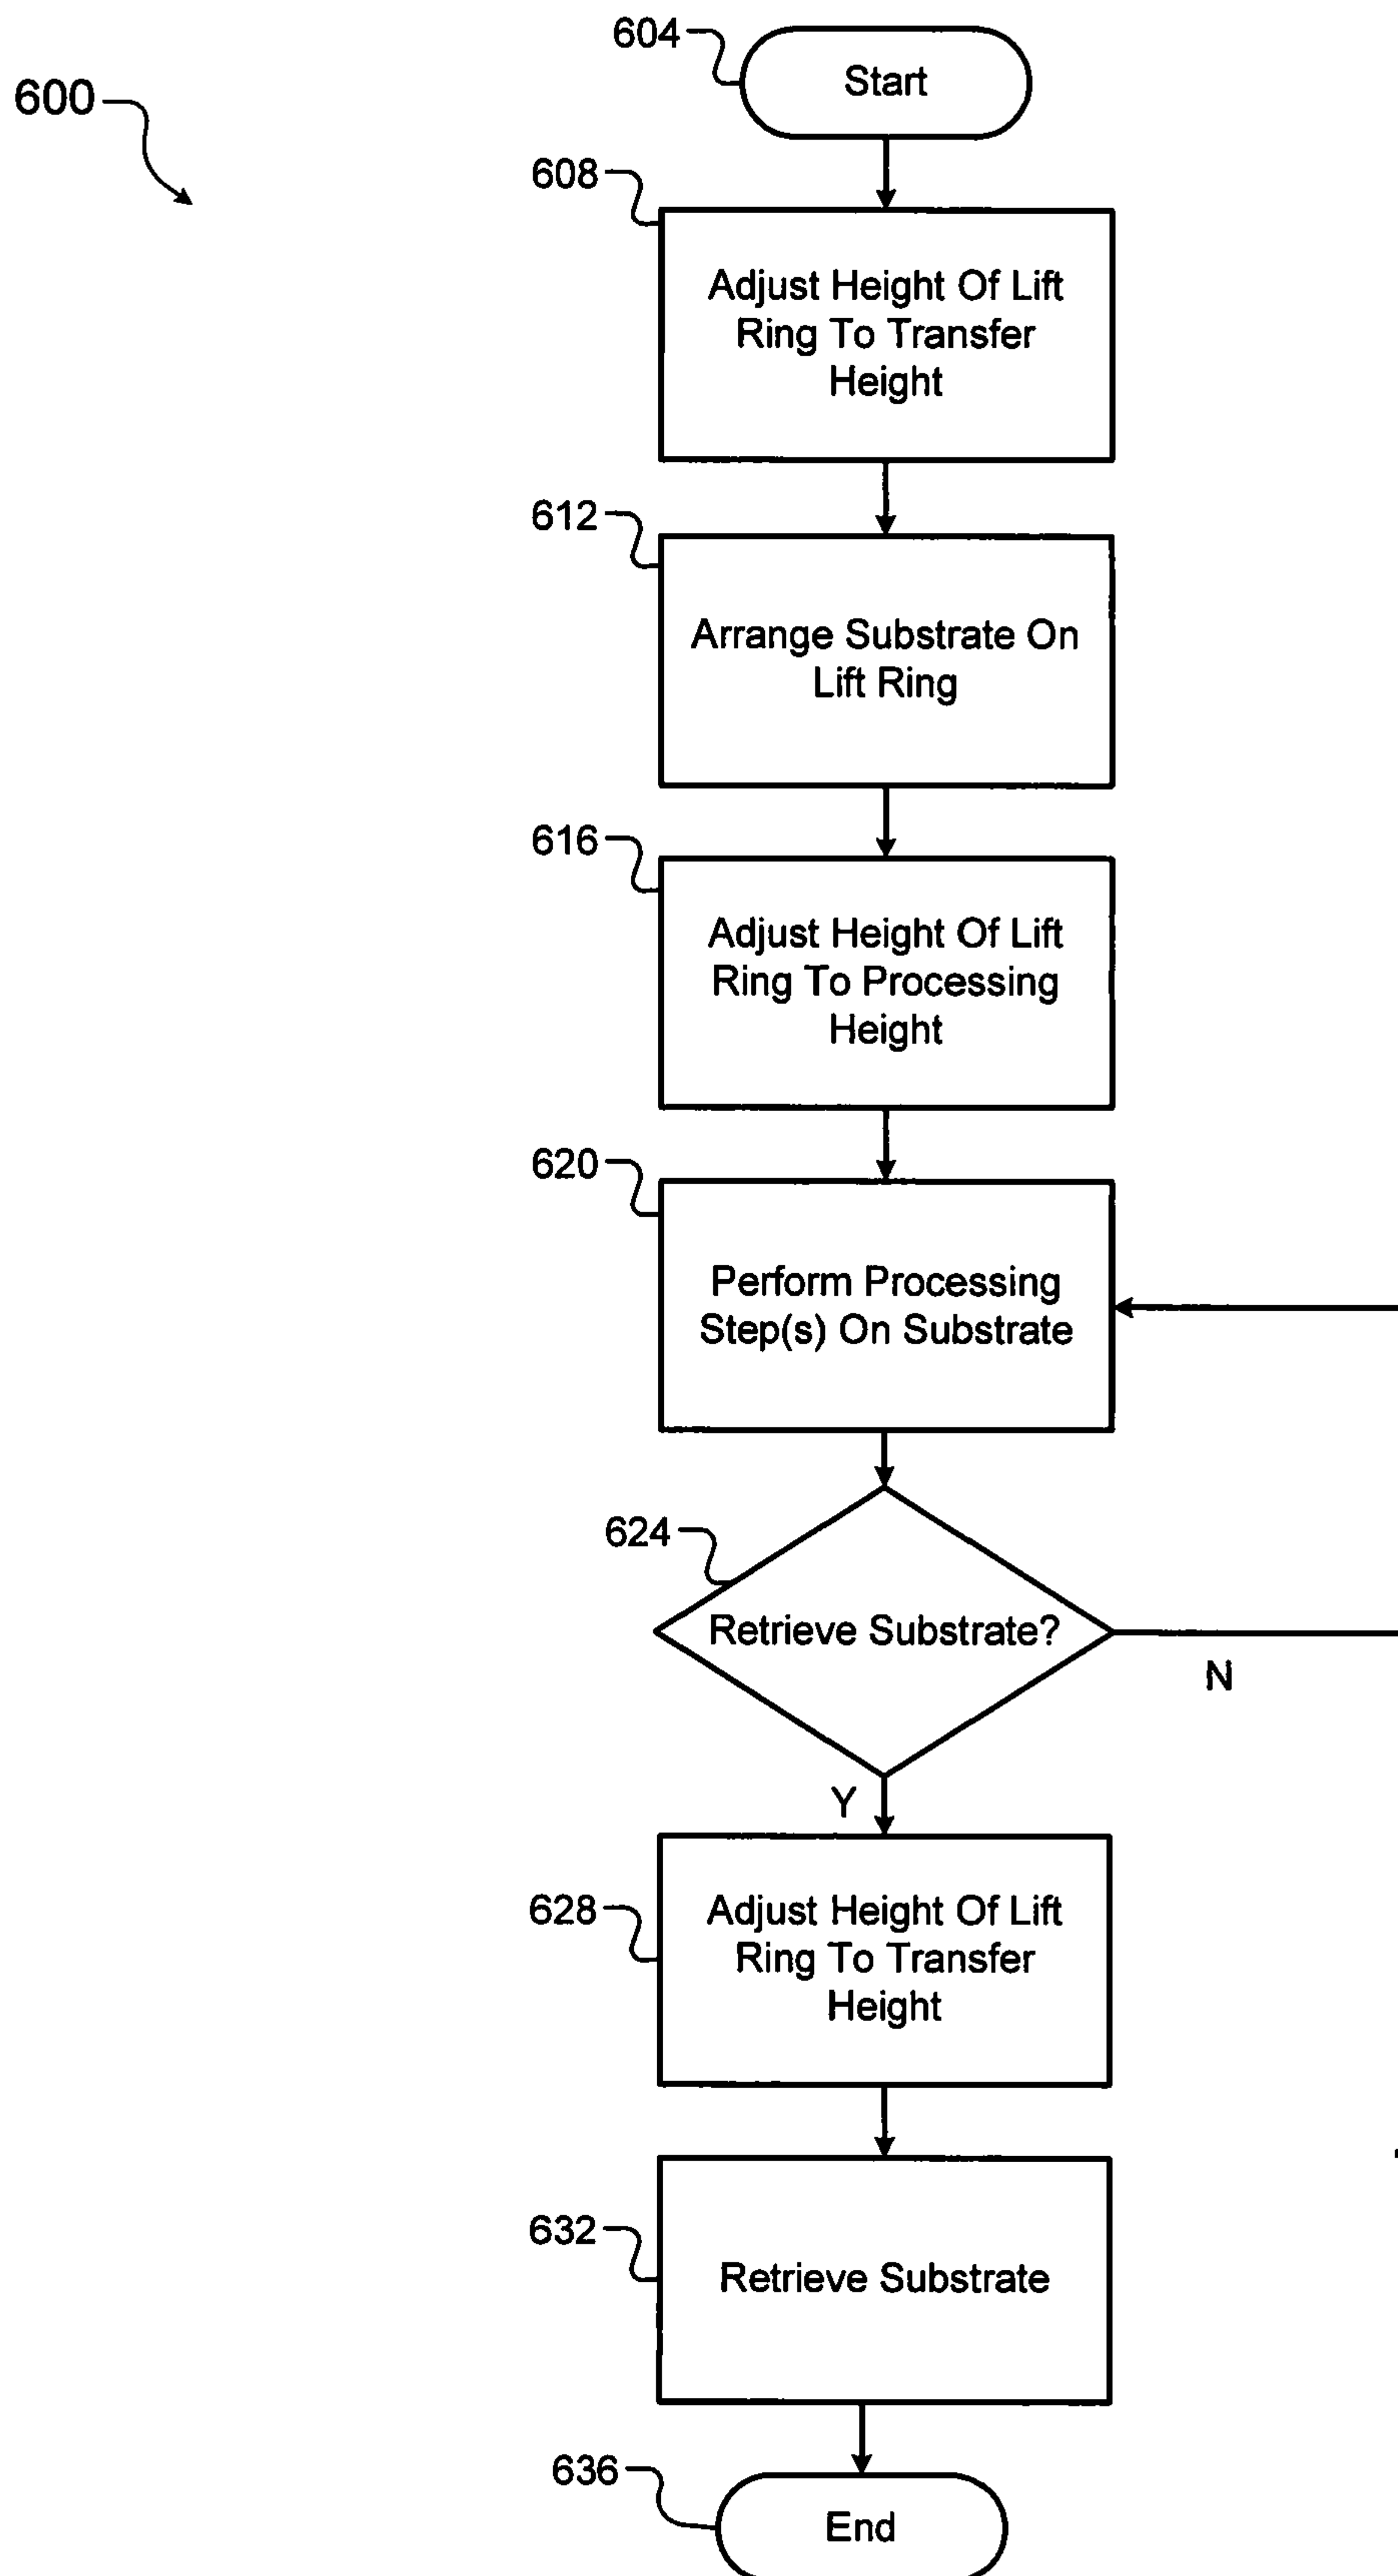 600
604
Start
608
Adjust Height Of Lift
Ring To Transfer
Height
612
Arrange Substrate On
Lift Ring
616
Adjust Height Of Lift
Ring To Processing
Height
620
Perform Processing
Step(s) On Substrate
624
Retrieve Substrate?
N
Y
628
Adjust Height Of Lift
Ring To Transfer
Height
632
Retrieve Substrate
636
End